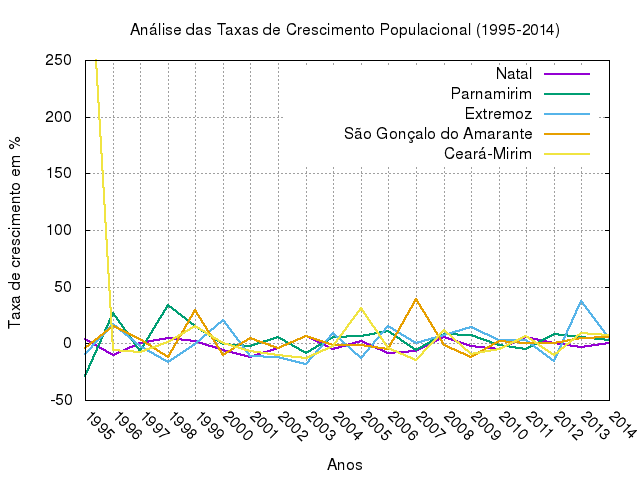 Análise das Taxas de Crescimento Populacional (1995-2014)
Taxa de crescimento em %
250
200
150
100
50
0
-50
Natal
Parnamirim
Extremoz
São Gonçalo do Amarante
Ceará-Mirim
1995 1996 1997 1998 1999 2000 2001 2002 2003 2004 2005 2006 2007 2008 2009 2010 2011 2012 2013 2014
Anos